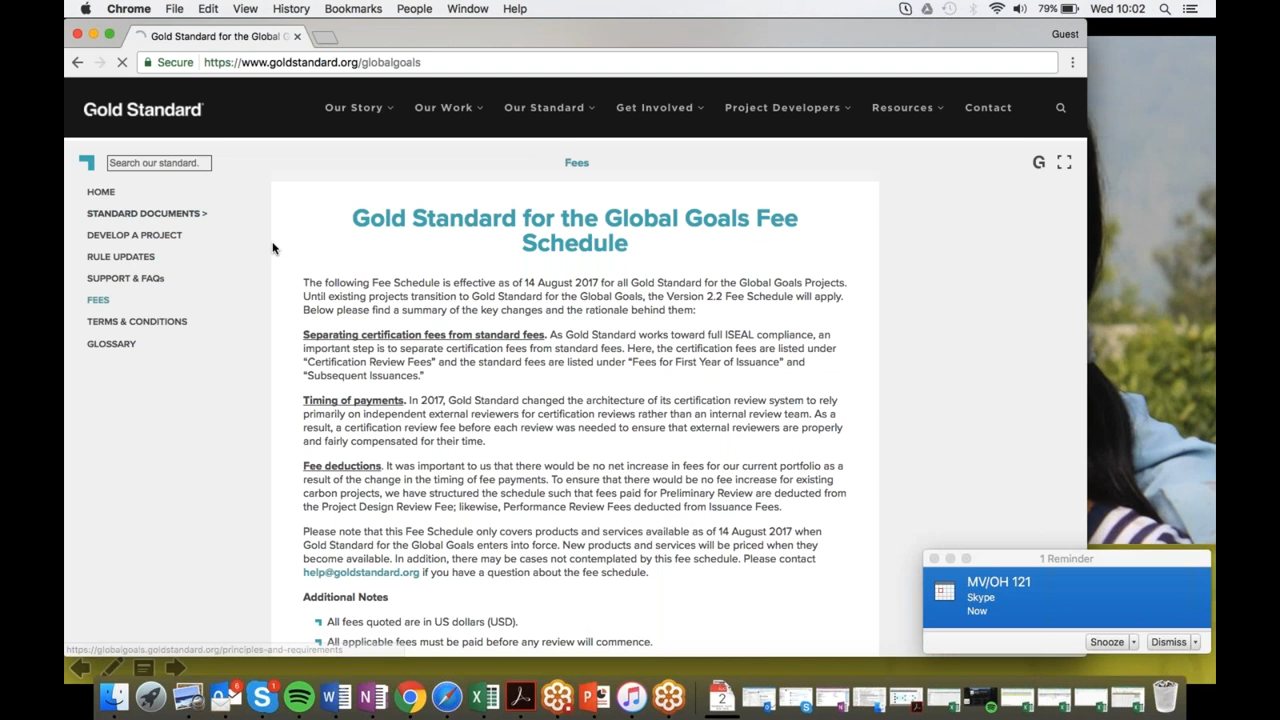 Chrome File Edit View History Bookmarks People Window Help 79% Wed 10:02
Gold Standard for the Global G Guest
Secure https://www.goldstandard.org/globalgoals
Gold Standard Our Story Our Work Our Standard Get Involved Project Developers Resources Contact
Search our standard. Fees G
HOME
STANDARD DOCUMENTS >
DEVELOP A PROJECT
RULE UPDATES
SUPPORT & FAQs
FEES
TERMS & CONDITIONS
GLOSSARY
Gold Standard for the Global Goals Fee
Schedule
The following Fee Schedule is effective as of 14 August 2017 for all Gold Standard for the Global Goals Projects.
Until existing projects transition to Gold Standard for the Global Goals, the Version 2.2 Fee Schedule will apply.
Below please find a summary of the key changes and the rationale behind them:
Separating certification fees from standard fees. As Gold Standard works toward full ISEAL compliance, an
important step is to separate certification fees from standard fees. Here, the certification fees are listed under
“Certification Review Fees” and the standard fees are listed under “Fees for First Year of Issuance” and
“Subsequent Issuances.”
Timing of payments. In 2017, Gold Standard changed the architecture of its certification review system to rely
primarily on independent external reviewers for certification reviews rather than an internal review team. As a
result, a certification review fee before each review was needed to ensure that external reviewers are properly
and fairly compensated for their time.
Fee deductions. It was important to us that there would be no net increase in fees for our current portfolio as a
result of the change in the timing of fee payments. To ensure that there would be no fee increase for existing
carbon projects, we have structured the schedule such that fees paid for Preliminary Review are deducted from
the Project Design Review Fee; likewise, Performance Review Fees deducted from Issuance Fees.
Please note that this Fee Schedule only covers products and services available as of 14 August 2017 when
Gold Standard for the Global Goals enters into force. New products and services will be priced when they
become available. In addition, there may be cases not contemplated by this fee schedule. Please contact
help@goldstandard.org if you have a question about the fee schedule.
Additional Notes
All fees quoted are in US dollars (USD).
All applicable fees must be paid before any review will commence.
https://globalgoals.goldstandard.org/principles-and-requirements
1 Reminder
MV/OH 121
Skype
Now
Snooze Dismiss
6 1 2